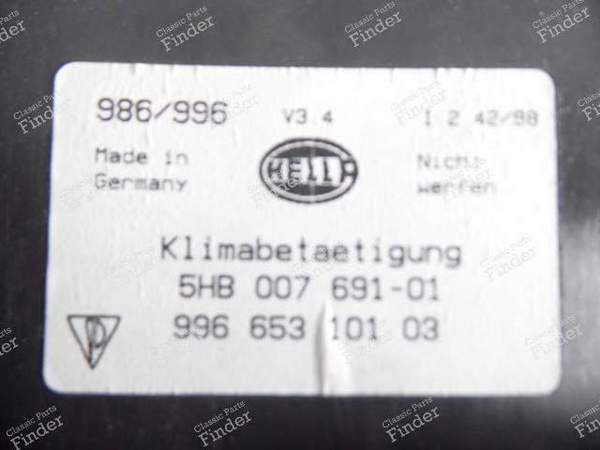 986/996 V3.4 I 2 42/98
Made in Germany
HELLA
Nicht werfen
Klimabetaetigung
5HB 007 691-01
996 653 101 03
Classic Parts Finder